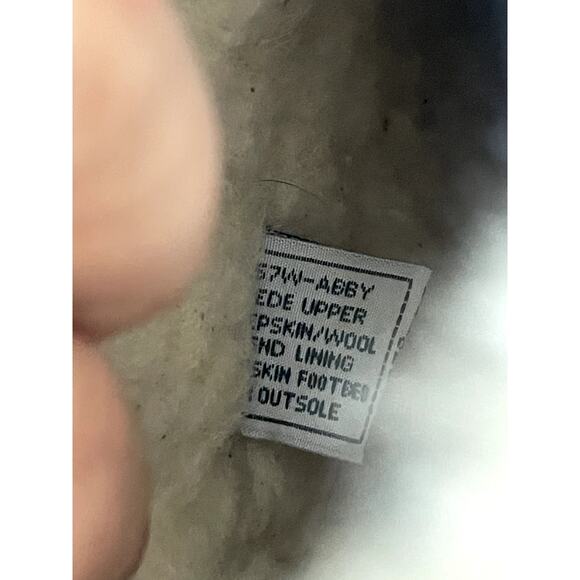 57W-ABBY
EDE UPPER
EPSKIN/WOOL
END LINING
SKIN FOOTBED
OUTSOLE